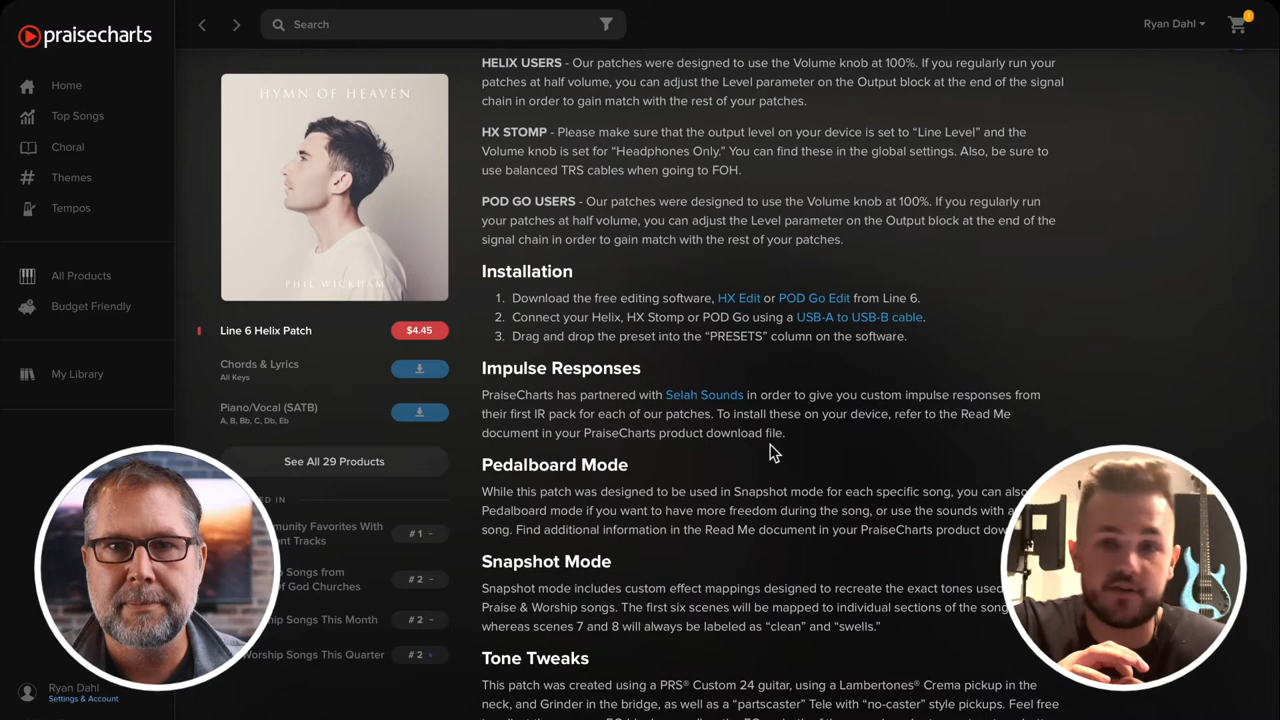 praisecharts
Search
Ryan Dahl
1
Home
Top Songs
Choral
Themes
Tempos
All Products
Budget Friendly
My Library
Ryan Dahl
Settings & Account
HYMN OF HEAVEN
PHIL WICKHAM
Line 6 Helix Patch
$4.45
Chords & Lyrics
All Keys
Piano/Vocal (SATB)
A, B, Bb, C, Db, Eb
See All 29 Products
Favorites With
Tracks
# 1 –
Songs from
of God Churches
# 2 –
Songs This Month
# 2 –
Songs This Quarter
# 2
HELIX USERS - Our patches were designed to use the Volume knob at 100%. If you regularly run your
patches at half volume, you can adjust the Level parameter on the Output block at the end of the signal
chain in order to gain match with the rest of your patches.
HX STOMP - Please make sure that the output level on your device is set to “Line Level” and the
Volume knob is set for “Headphones Only.” You can find these in the global settings. Also, be sure to
use balanced TRS cables when going to FOH.
POD GO USERS - Our patches were designed to use the Volume knob at 100%. If you regularly run
your patches at half volume, you can adjust the Level parameter on the Output block at the end of the
signal chain in order to gain match with the rest of your patches.
Installation
1. Download the free editing software, HX Edit or POD Go Edit from Line 6.
2. Connect your Helix, HX Stomp or POD Go using a USB-A to USB-B cable.
3. Drag and drop the preset into the “PRESETS” column on the software.
Impulse Responses
PraiseCharts has partnered with Selah Sounds in order to give you custom impulse responses from
their first IR pack for each of our patches. To install these on your device, refer to the Read Me
document in your PraiseCharts product download file.
Pedalboard Mode
While this patch was designed to be used in Snapshot mode for each specific song, you can also
Pedalboard mode if you want to have more freedom during the song, or use the sounds with
song. Find additional information in the Read Me document in your PraiseCharts product
Snapshot Mode
Snapshot mode includes custom effect mappings designed to recreate the exact tones used
Praise & Worship songs. The first six scenes will be mapped to individual sections of the
whereas scenes 7 and 8 will always be labeled as “clean” and “swells.”
Tone Tweaks
This patch was created using a PRS® Custom 24 guitar, using a Lambertones® Crema pickup in the
neck, and Grinder in the bridge, as well as a “partscaster” Tele with “no-caster” style pickups. Feel free